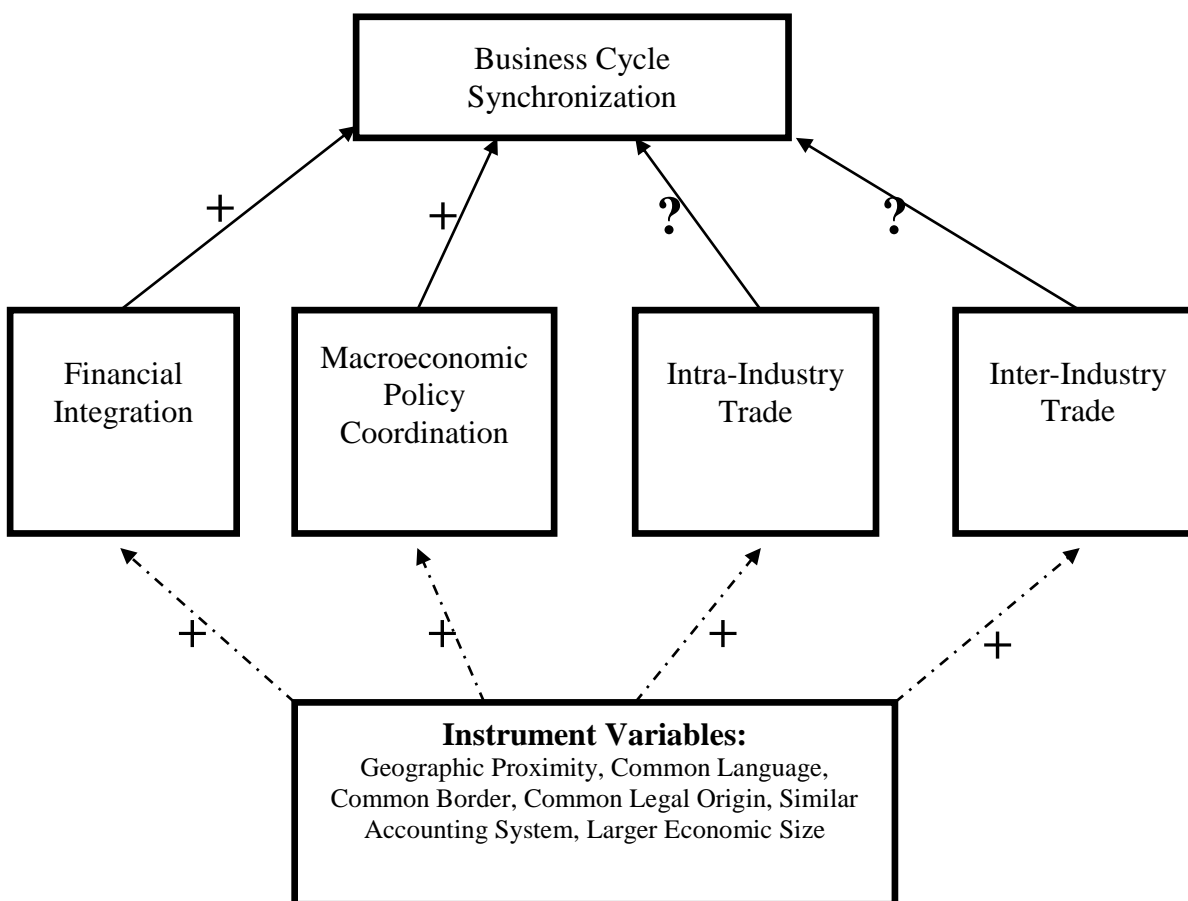 Business Cycle
Synchronization
+
+
?
?
Financial
Integration
Macroeconomic
Policy
Coordination
Intra-Industry
Trade
Inter-Industry
Trade
+
+
+
+
Instrument Variables:
Geographic Proximity, Common Language,
Common Border, Common Legal Origin, Similar
Accounting System, Larger Economic Size